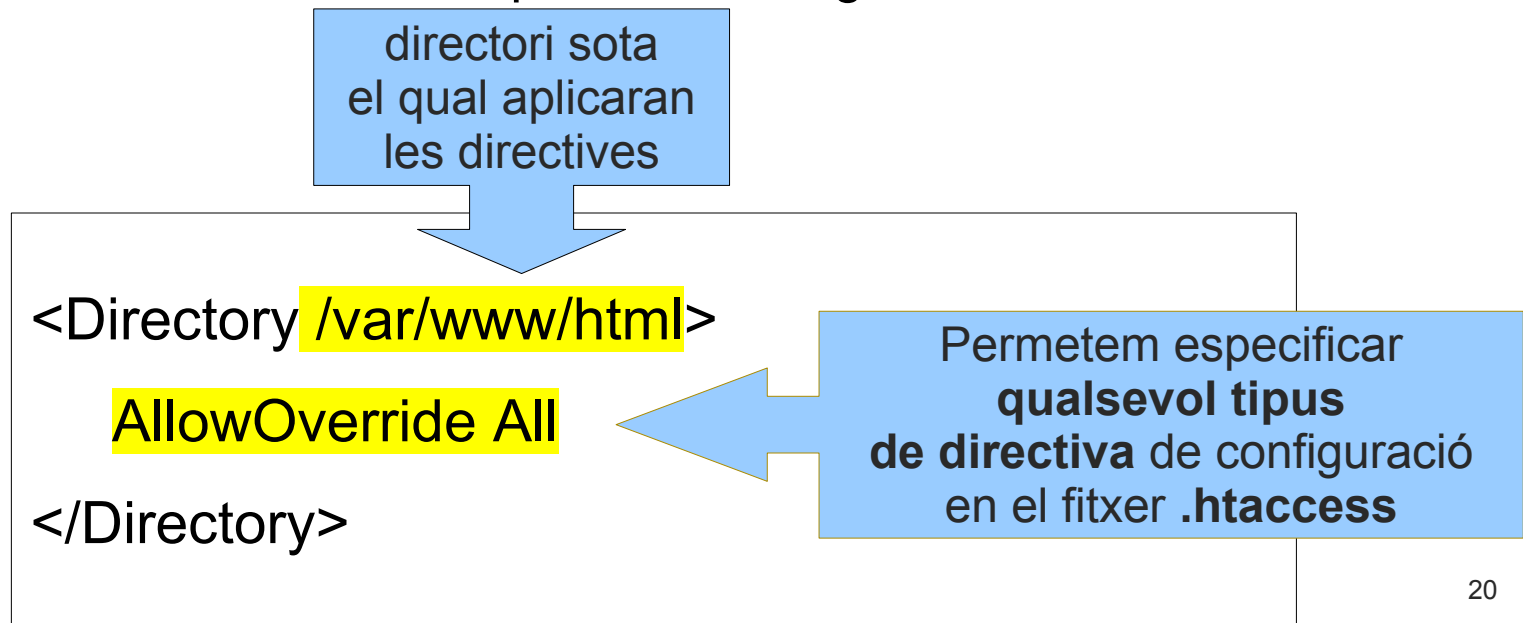 directori sota
el qual aplicaran
les directives
<Directory /var/www/html>
AllowOverride All
</Directory>
Permetem especificar
qualsevol tipus
de directiva de configuració
en el fitxer .htaccess
20